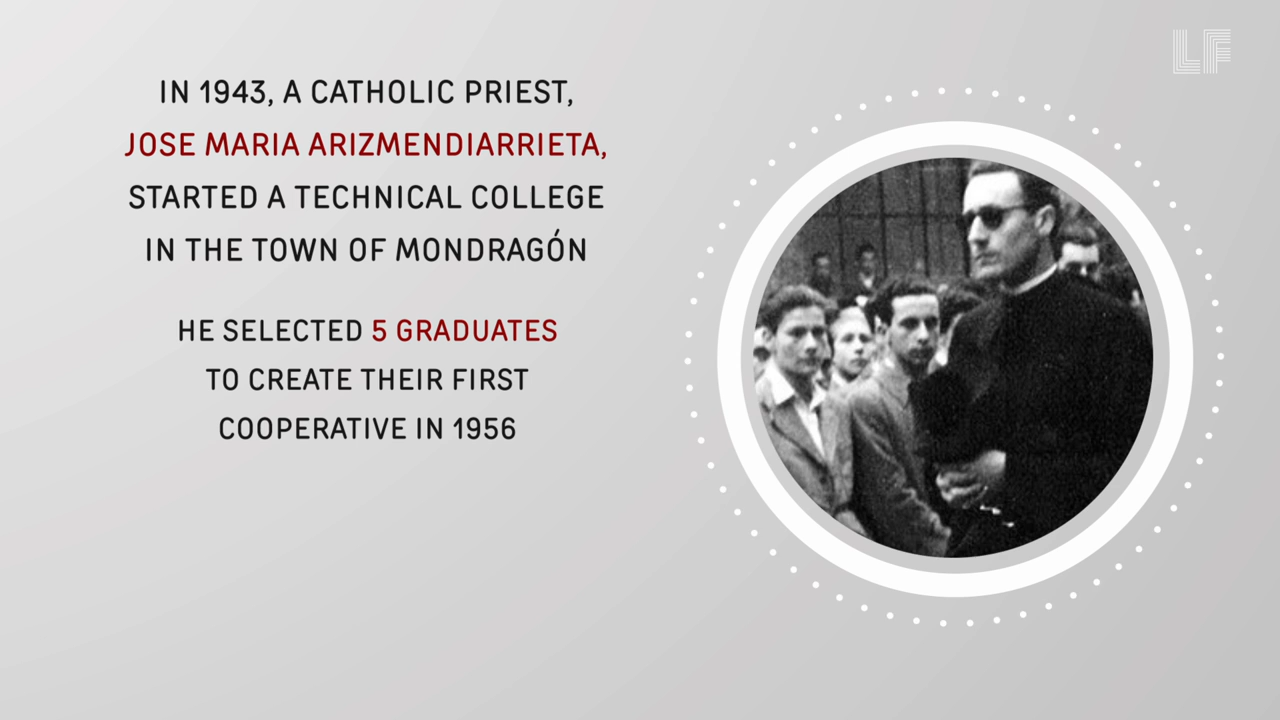 IN 1943, A CATHOLIC PRIEST,
JOSE MARIA ARIZMENDIARRIETA,
STARTED A TECHNICAL COLLEGE
IN THE TOWN OF MONDRAGÓN
HE SELECTED 5 GRADUATES
TO CREATE THEIR FIRST
COOPERATIVE IN 1956
LF